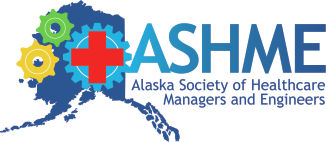 ASHME
Alaska Society of Healthcare
Managers and Engineers